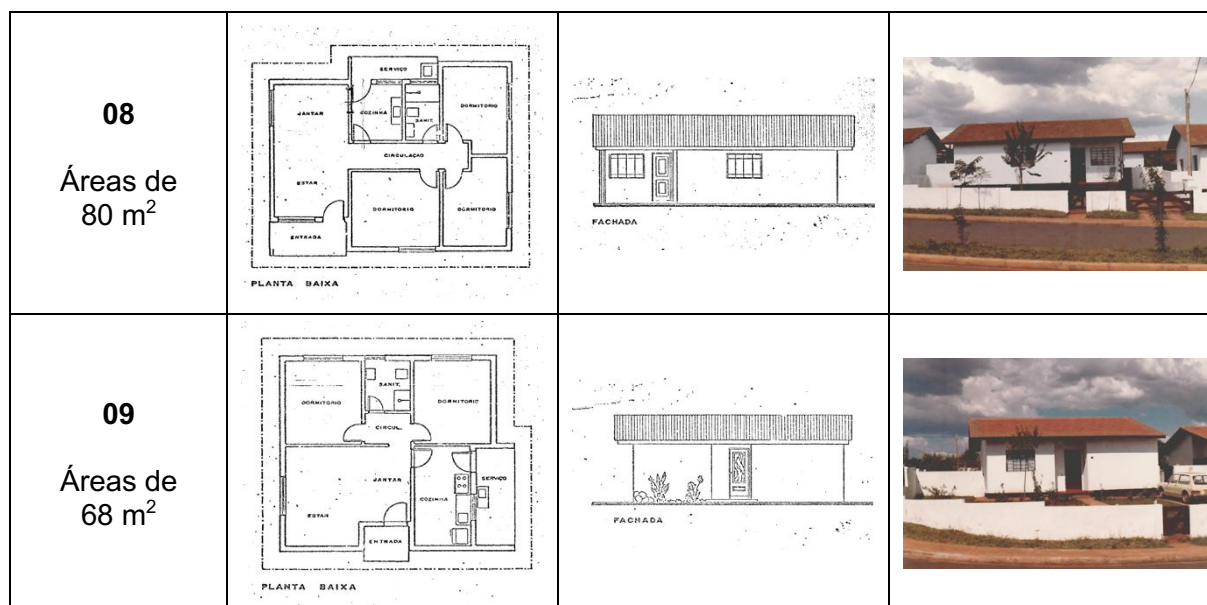 08
Áreas de
80 m²
SERVIÇO
JANTAR
COZINHA
SANIT.
DORMITORIO
CIRCULAÇAO
ESTAR
DORMITORIO
DORMITORIO
ENTRADA
PLANTA BAIXA
FACHADA
09
Áreas de
68 m²
SANIT.
DORMITORIO
DORMITORIO
CIRCUL.
JANTAR
SERVIÇO
COZINHA
ESTAR
ENTRADA
PLANTA BAIXA
FACHADA